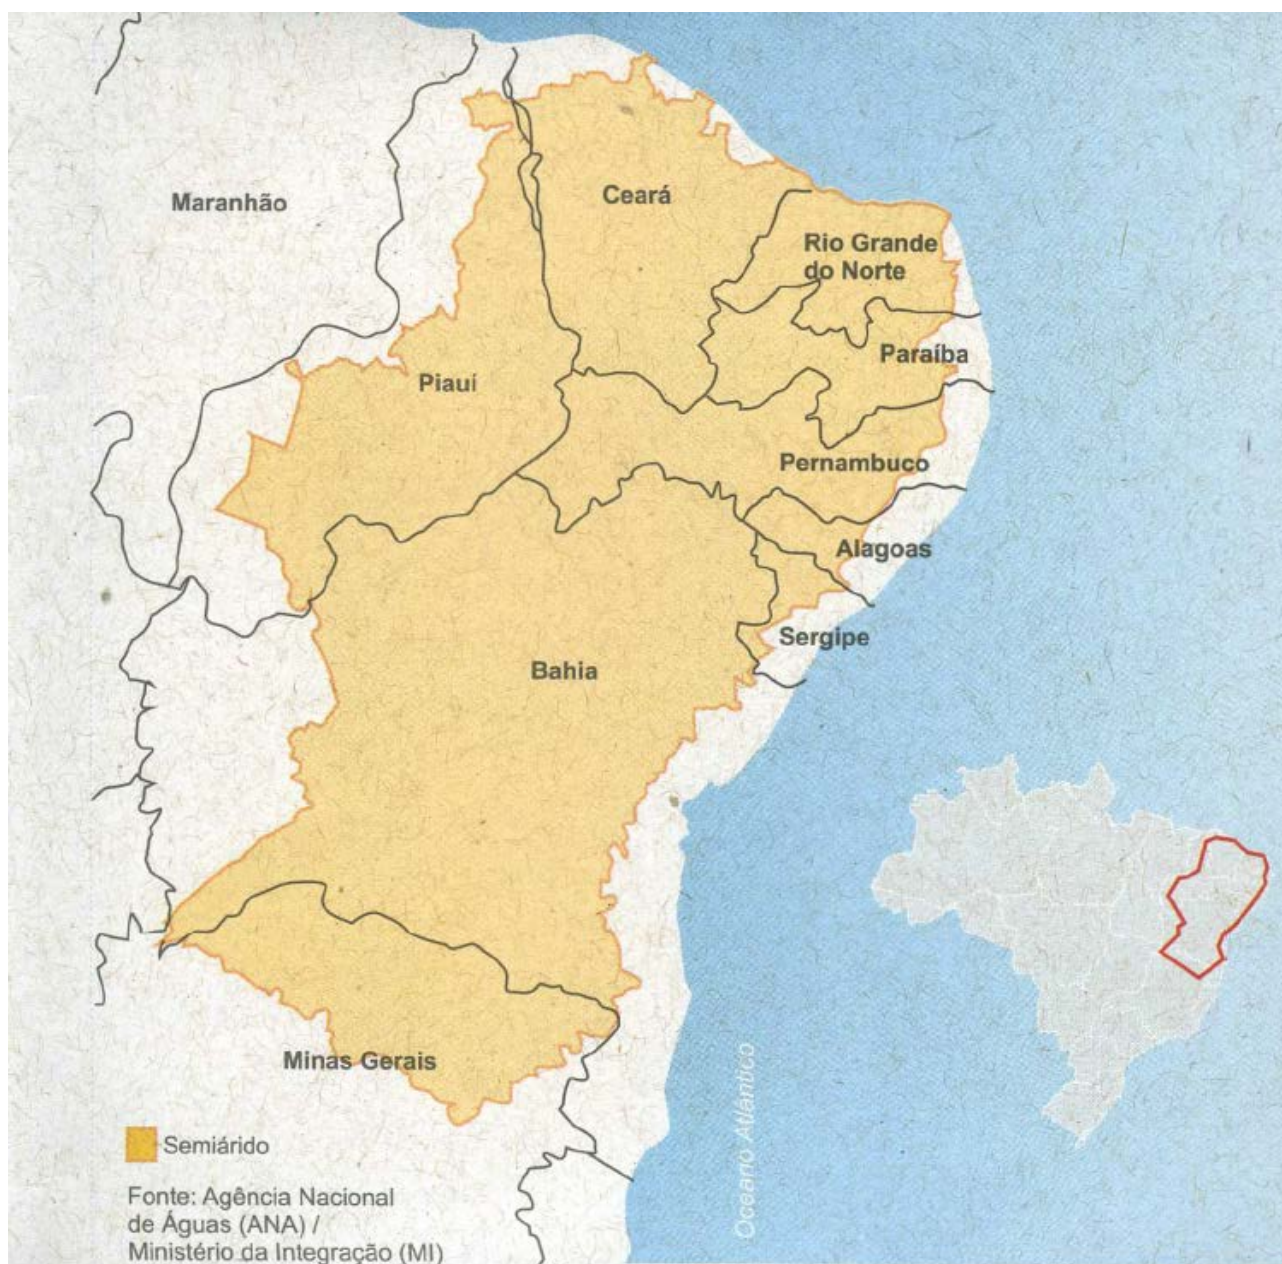 Maranhão
Ceará
Rio Grande
do Norte
Paraíba
Piauí
Pernambuco
Alagoas
Sergipe
Bahia
Minas Gerais
Oceano Atlântico
Semiárido
Fonte: Agência Nacional
de Águas (ANA) /
Ministério da Integração (MI)